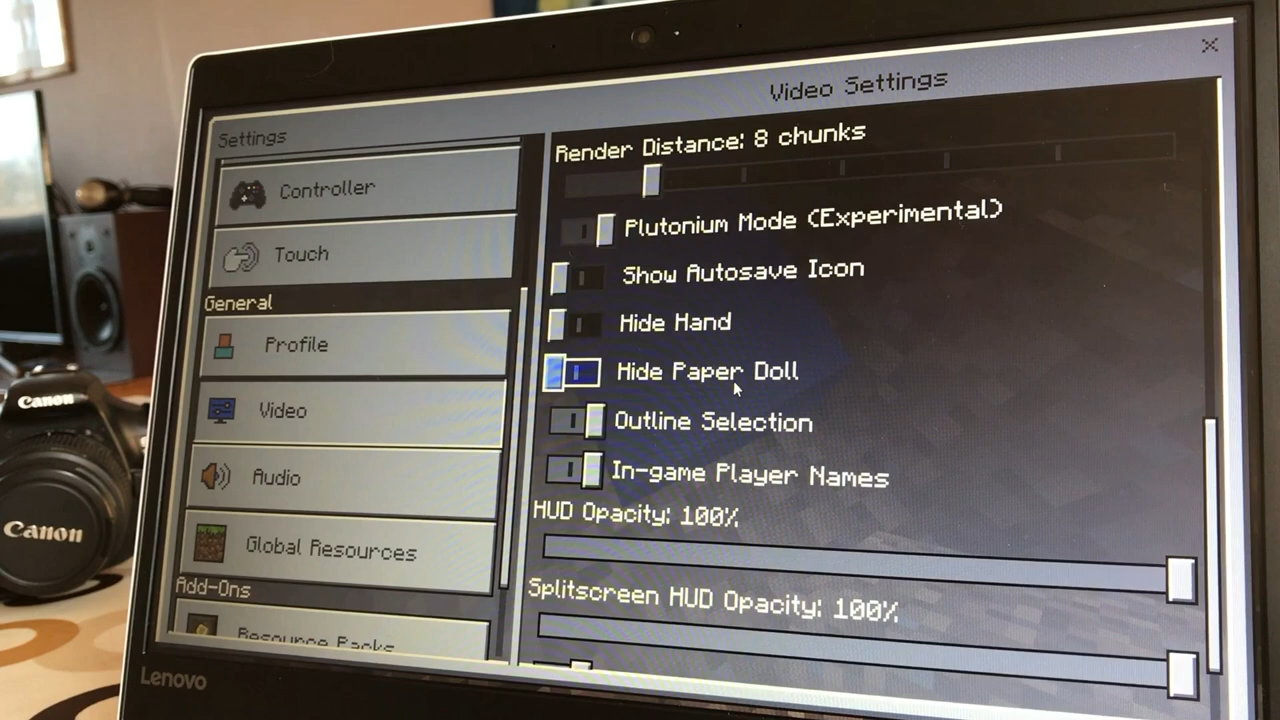 Video Settings
Settings
Controller
Touch
General
Profile
Video
Audio
Global Resources
Add-Ons
Resource Packs
Render Distance: 8 chunks
Plutonium Mode (Experimental)
Show Autosave Icon
Hide Hand
Hide Paper Doll
Outline Selection
In-game Player Names
HUD Opacity: 100%
Splitscreen HUD Opacity: 100%
Canon
Canon
Lenovo